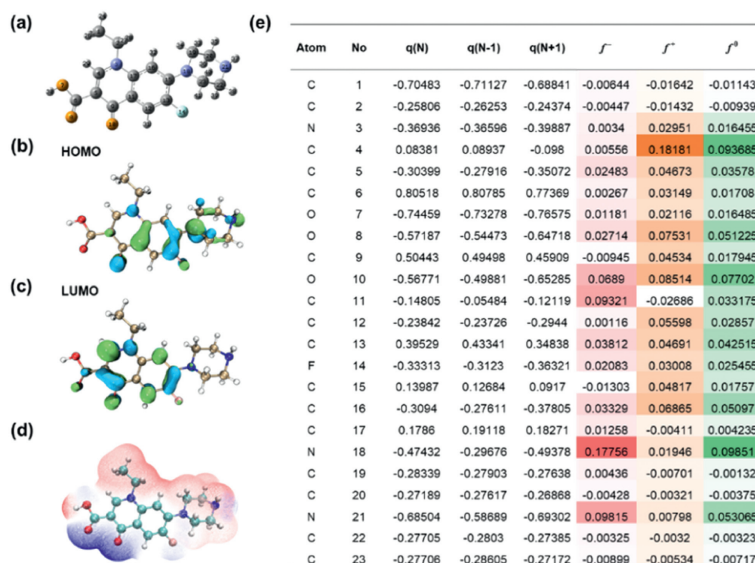 (a)
(b) HOMO
(c) LUMO
(d)
(e)
Atom No q(N) q(N-1) q(N+1) f⁻ f⁺ f⁰
C 1 -0.70483 -0.71127 -0.68841 -0.00644 -0.01642 -0.01143
C 2 -0.25806 -0.26253 -0.24374 -0.00447 -0.01432 -0.00939
N 3 -0.36936 -0.36596 -0.39887 0.0034 0.02951 0.016455
C 4 0.08381 0.08937 -0.098 0.00556 0.18181 0.093685
C 5 -0.30399 -0.27916 -0.35072 0.02483 0.04673 0.03578
C 6 0.80518 0.80785 0.77369 0.00267 0.03149 0.01708
O 7 -0.74459 -0.73278 -0.76575 0.01181 0.02116 0.016485
O 8 -0.57187 -0.54473 -0.64718 0.02714 0.07531 0.051225
C 9 0.50443 0.49498 0.45909 -0.00945 0.04534 0.017945
O 10 -0.56771 -0.49881 -0.65285 0.0689 0.08514 0.07702
C 11 -0.14805 -0.05484 -0.12119 0.09321 -0.02686 0.033175
C 12 -0.23842 -0.23726 -0.2944 0.00116 0.05598 0.02857
C 13 0.39529 0.43341 0.34838 0.03812 0.04691 0.042515
F 14 -0.33313 -0.3123 -0.36321 0.02083 0.03008 0.025455
C 15 0.13987 0.12684 0.0917 -0.01303 0.04817 0.01757
C 16 -0.3094 -0.27611 -0.37805 0.03329 0.06865 0.05097
C 17 0.1786 0.19118 0.18271 0.01258 -0.00411 0.004235
N 18 -0.47432 -0.29676 -0.49378 0.17756 0.01946 0.09851
C 19 -0.28339 -0.27903 -0.27638 0.00436 -0.00701 -0.00132
C 20 -0.27189 -0.27617 -0.26868 -0.00428 -0.00321 -0.00375
N 21 -0.68504 -0.58689 -0.69302 0.09815 0.00798 0.053065
C 22 -0.27705 -0.2803 -0.27385 -0.00325 -0.0032 -0.00323
C 23 -0.27706 -0.28605 -0.27172 -0.00899 -0.00534 -0.00717